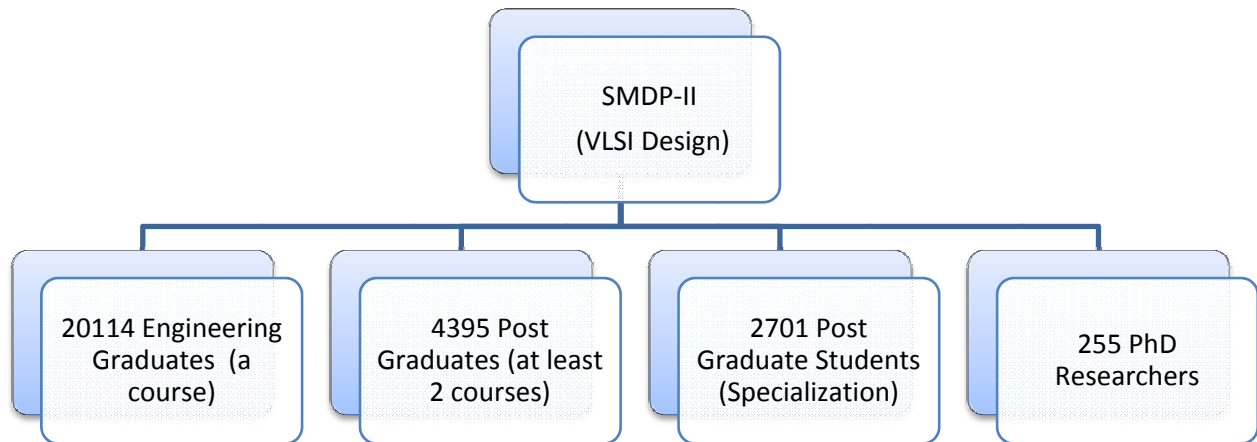 SMDP-II
(VLSI Design)
20114 Engineering
Graduates (a
course)
4395 Post
Graduates (at least
2 courses)
2701 Post
Graduate Students
(Specialization)
255 PhD
Researchers